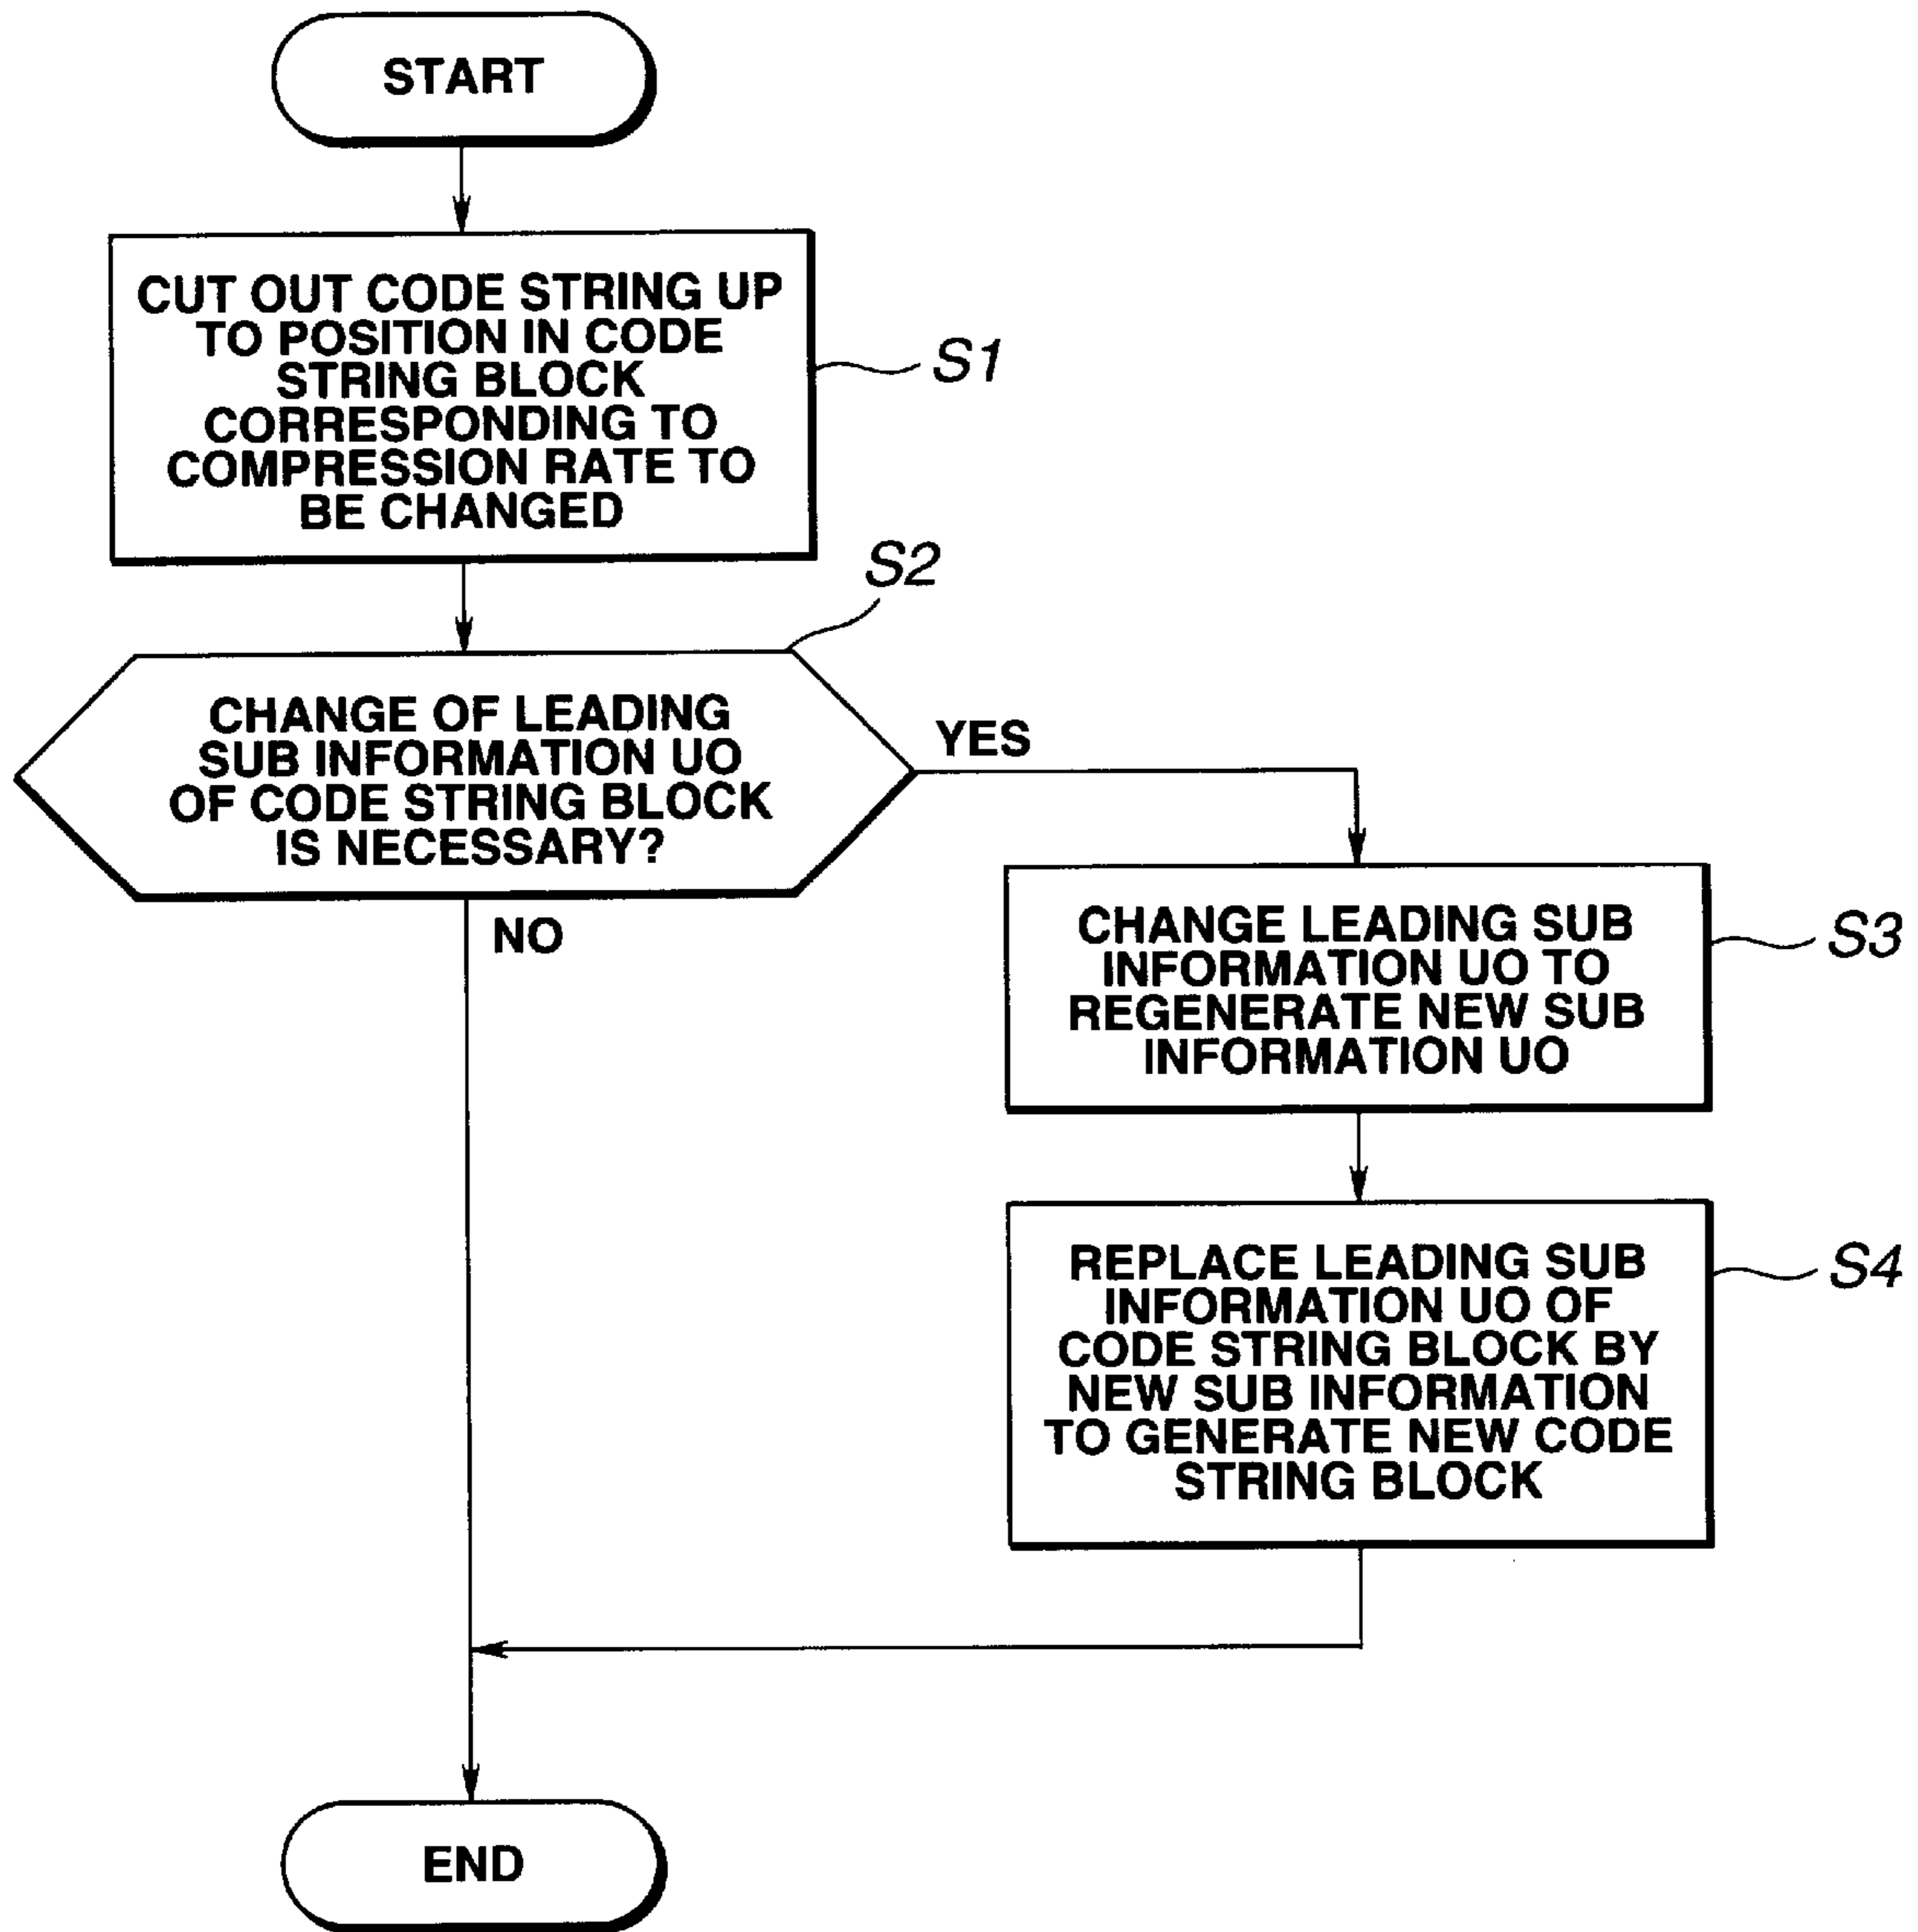 START
CUT OUT CODE STRING UP
TO POSITION IN CODE
STRING BLOCK
CORRESPONDING TO
COMPRESSION RATE TO
BE CHANGED
S1
S2
CHANGE OF LEADING
SUB INFORMATION UO
OF CODE STRING BLOCK
IS NECESSARY?
YES
NO
CHANGE LEADING SUB
INFORMATION UO TO
REGENERATE NEW SUB
INFORMATION UO
S3
REPLACE LEADING SUB
INFORMATION UO OF
CODE STRING BLOCK BY
NEW SUB INFORMATION
TO GENERATE NEW CODE
STRING BLOCK
S4
END